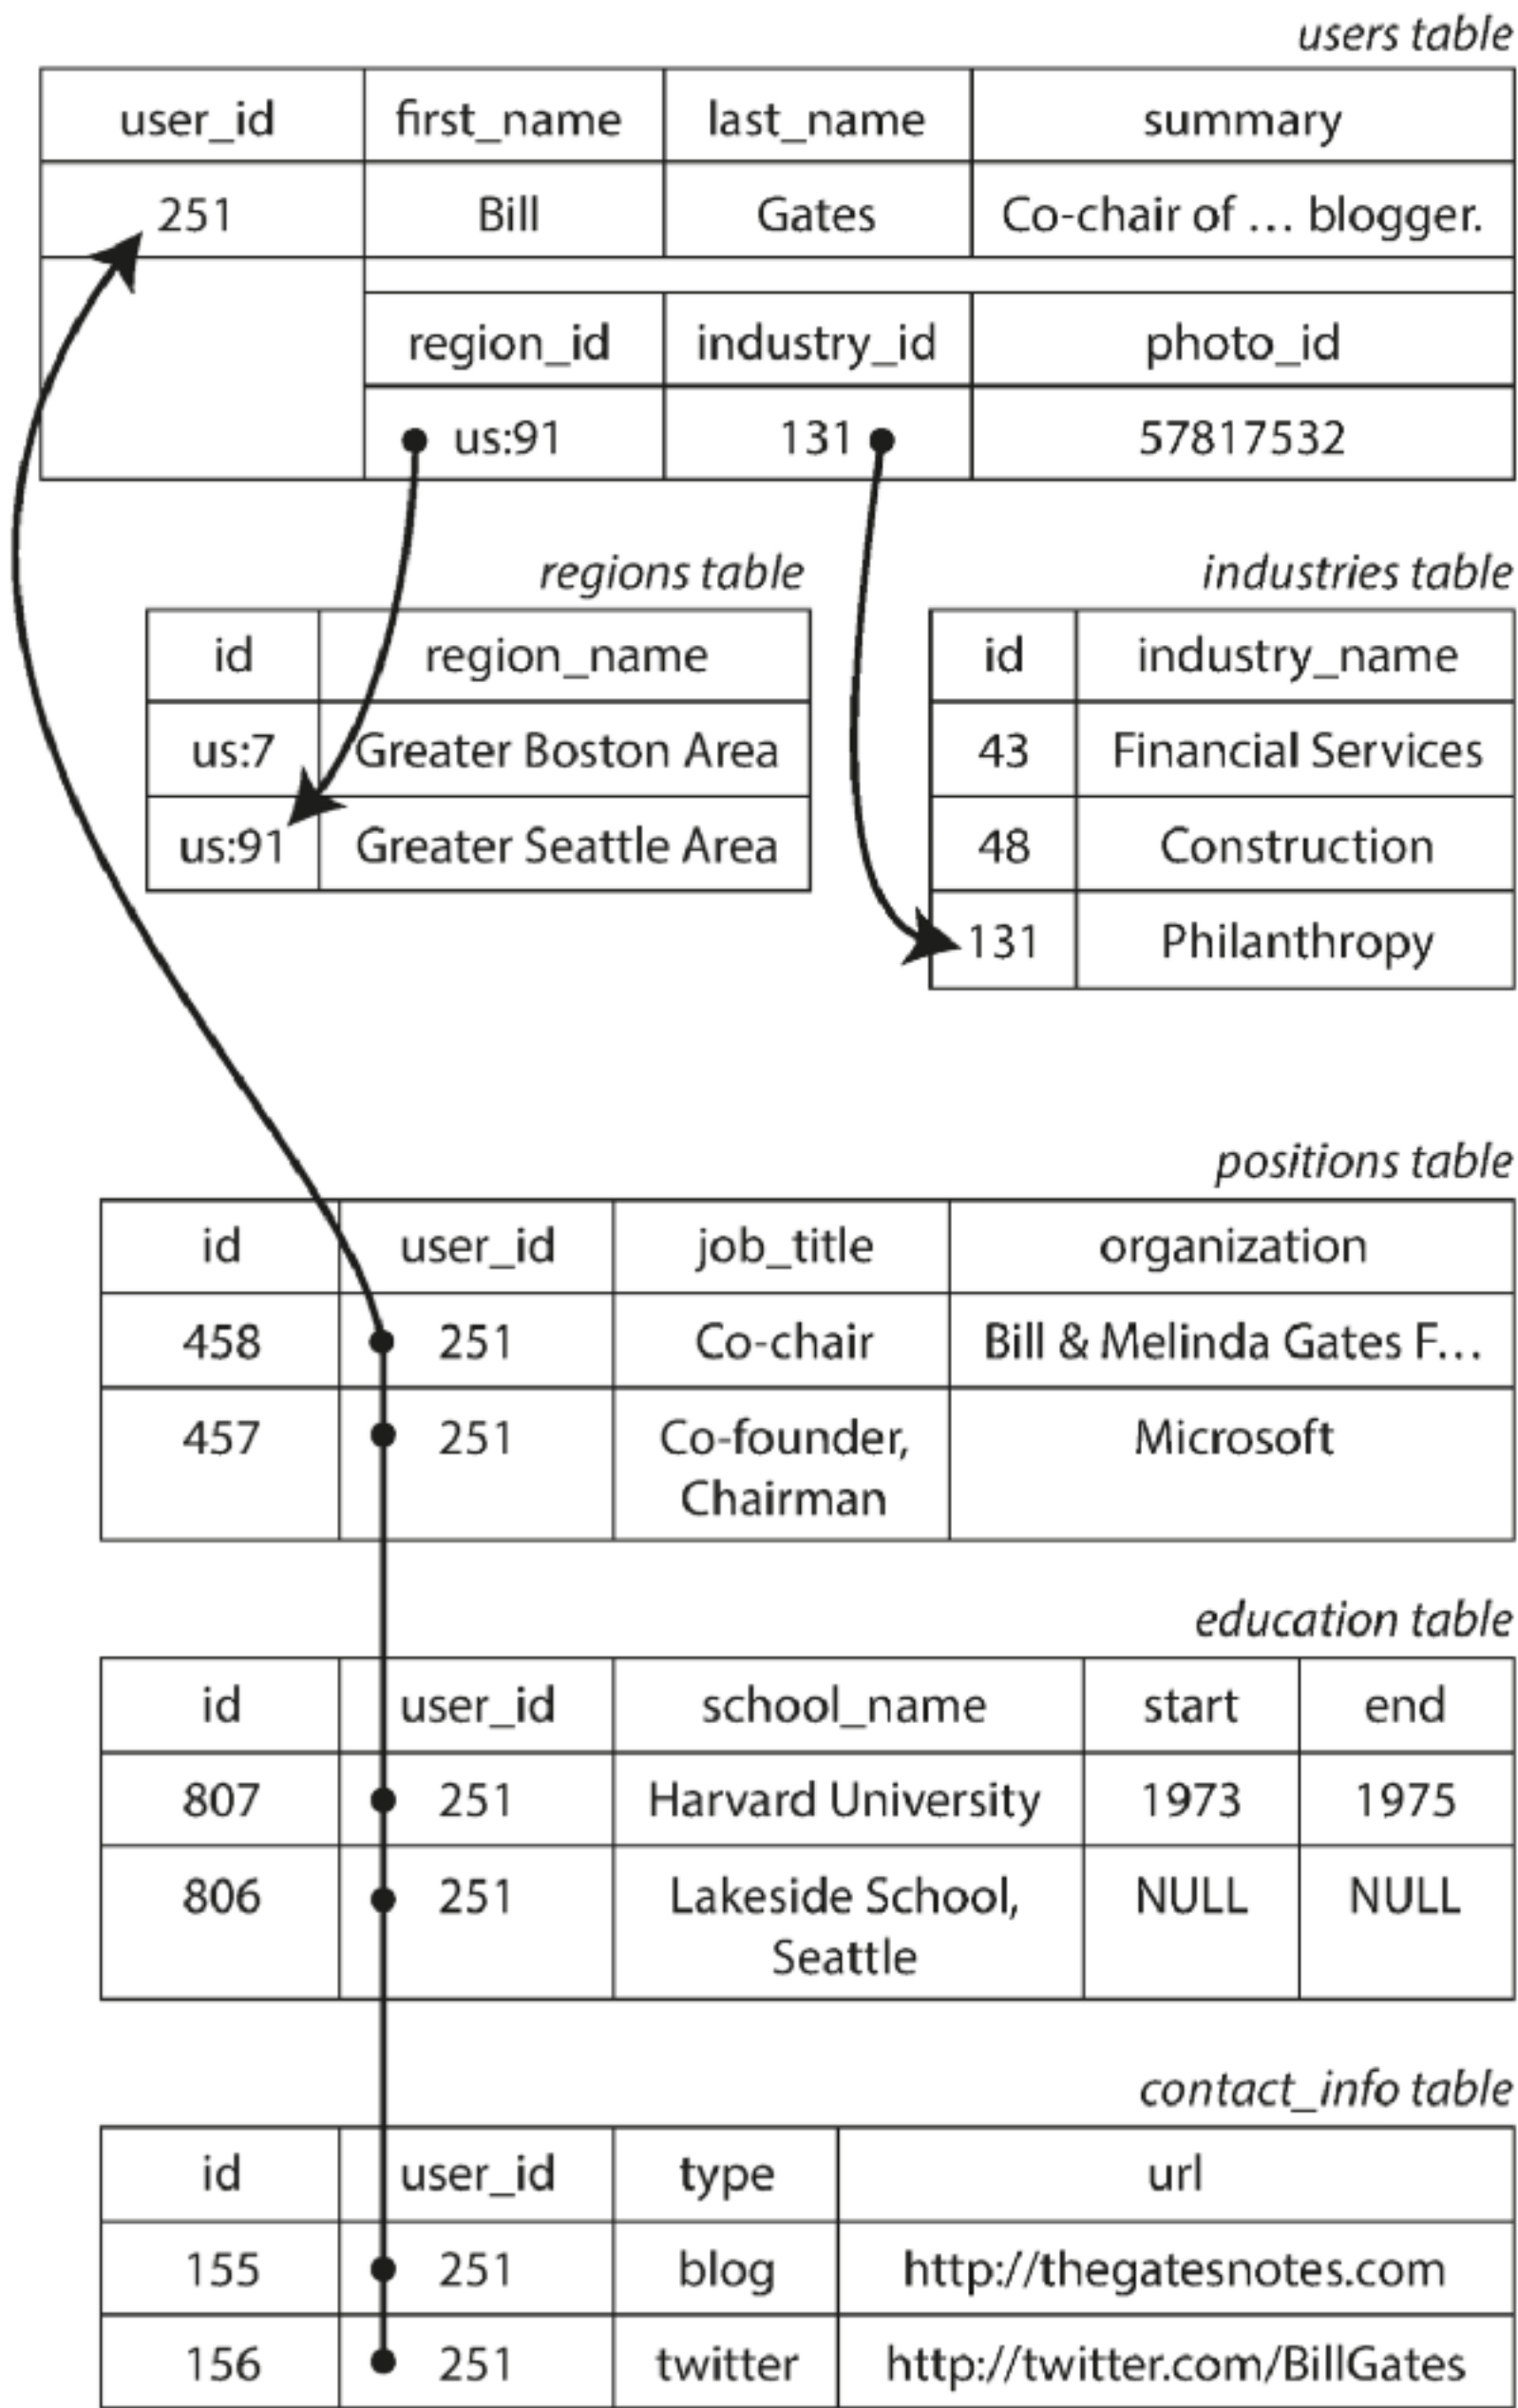 users table
user_id first_name last_name summary
251 Bill Gates Co-chair of … blogger.
region_id industry_id photo_id
us:91 131 57817532
regions table
id region_name
us:7 Greater Boston Area
us:91 Greater Seattle Area
industries table
id industry_name
43 Financial Services
48 Construction
131 Philanthropy
positions table
id user_id job_title organization
458 251 Co-chair Bill & Melinda Gates F…
457 251 Co-founder, Microsoft
Chairman
education table
id user_id school_name start end
807 251 Harvard University 1973 1975
806 251 Lakeside School, NULL NULL
Seattle
contact_info table
id user_id type url
155 251 blog http://thegatesnotes.com
156 251 twitter http://twitter.com/BillGates